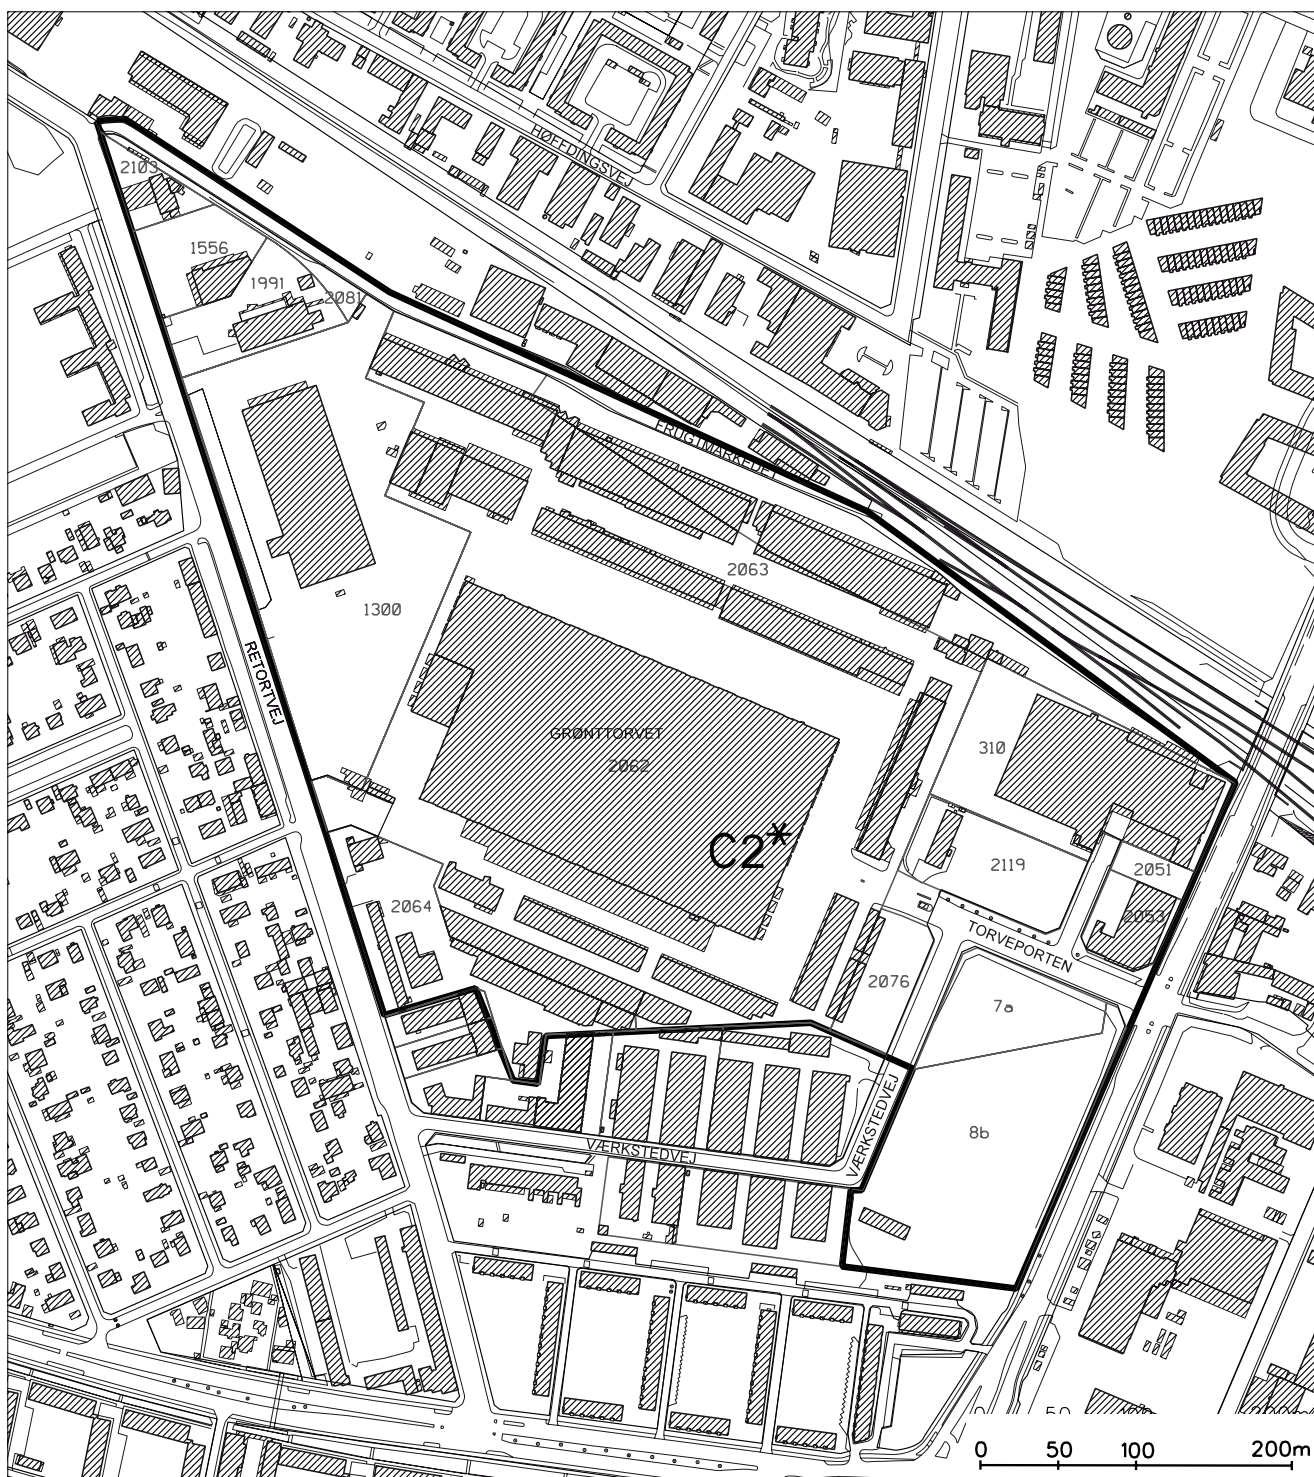 HØFFDINGSVEJ
2103
1556
1991
2081
FRUGTMARKEDET
2063
1300
RETORTVEJ
GRØNTTORVET
2062
310
C2*
2119
2051
2053
2064
TORVEPORTEN
2076
7a
8b
VÆRKSTEDVEJ
VÆRKSTEDVEJ
0 50 100 200m